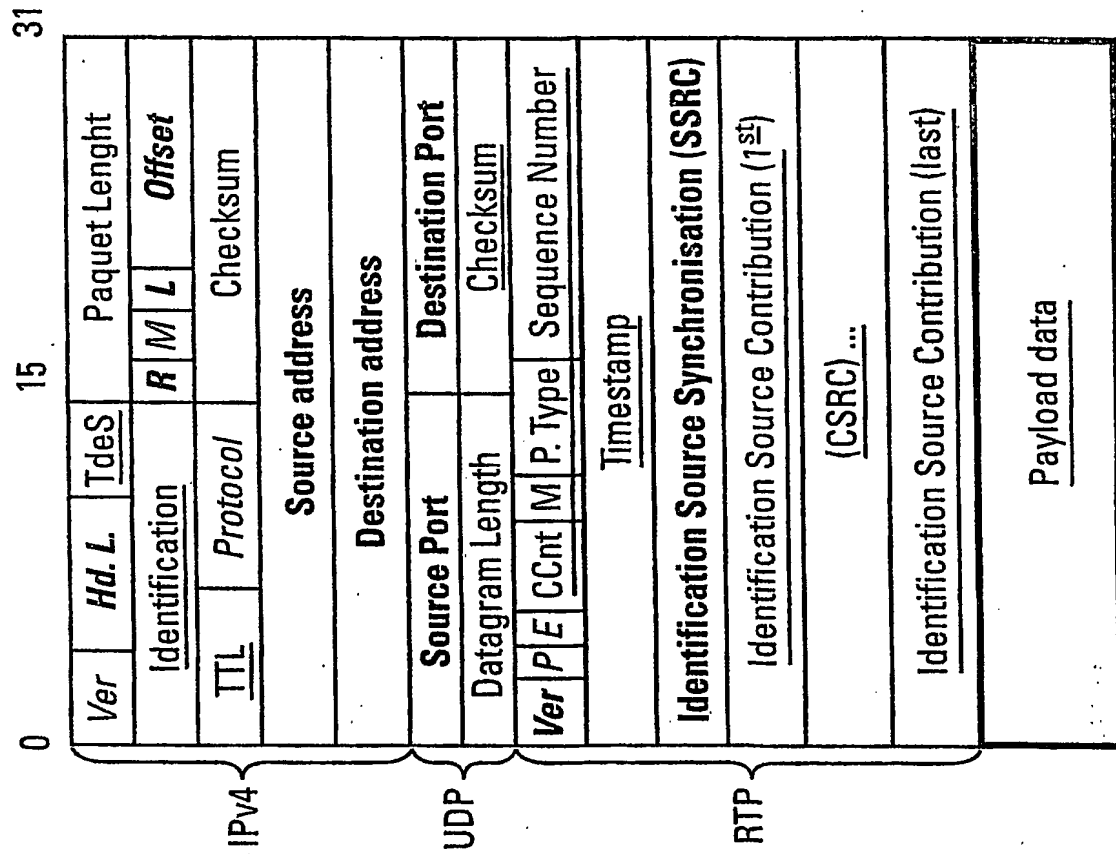 0 15 31
IPv4
Ver Hd. L. TdeS Paquet Lenght
Identification R M L Offset
TTL Protocol Checksum
Source address
Destination address
UDP
Source Port Destination Port
Datagram Length Checksum
RTP
Ver P E CCnt M P. Type Sequence Number
Timestamp
Identification Source Synchronisation (SSRC)
Identification Source Contribution (1st)
(CSRC)...
Identification Source Contribution (last)
Payload data